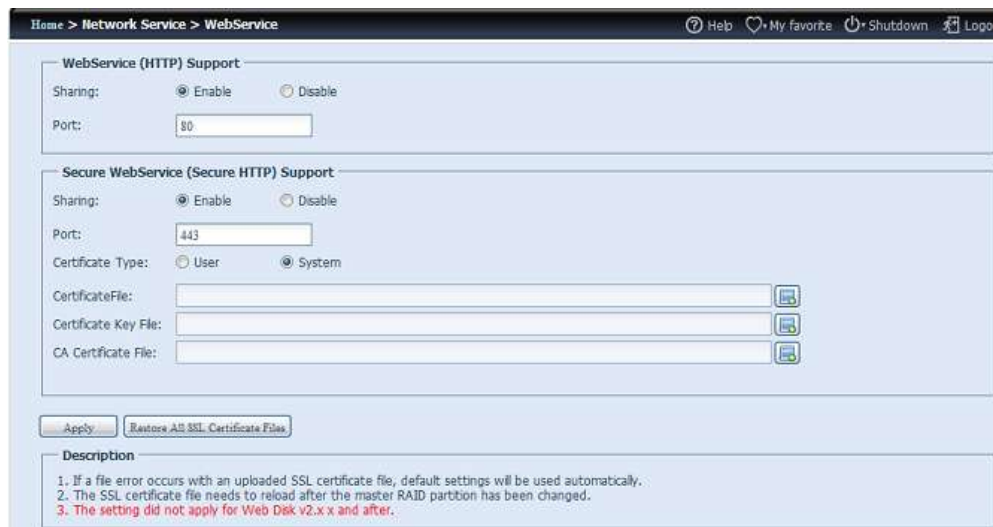 Home > Network Service > WebService
Help My favorite Shutdown Logo
WebService (HTTP) Support
Sharing: Enable Disable
Port: 80
Secure WebService (Secure HTTP) Support
Sharing: Enable Disable
Port: 443
Certificate Type: User System
CertificateFile:
Certificate Key File:
CA Certificate File:
Apply Restore All SSL Certificate Files
Description
1. If a file error occurs with an uploaded SSL certificate file, default settings will be used automatically.
2. The SSL certificate file needs to reload after the master RAID partition has been changed.
3. The setting did not apply for Web Disk v2.x x and after.